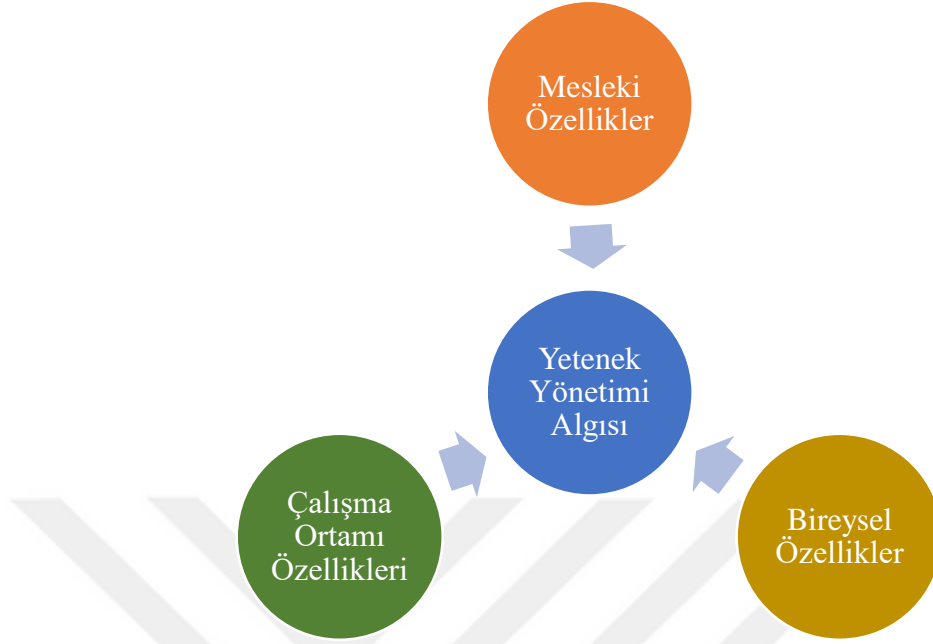 Mesleki
Özellikler
Yetenek
Yönetimi
Algısı
Çalışma
Ortamı
Özellikleri
Bireysel
Özellikler